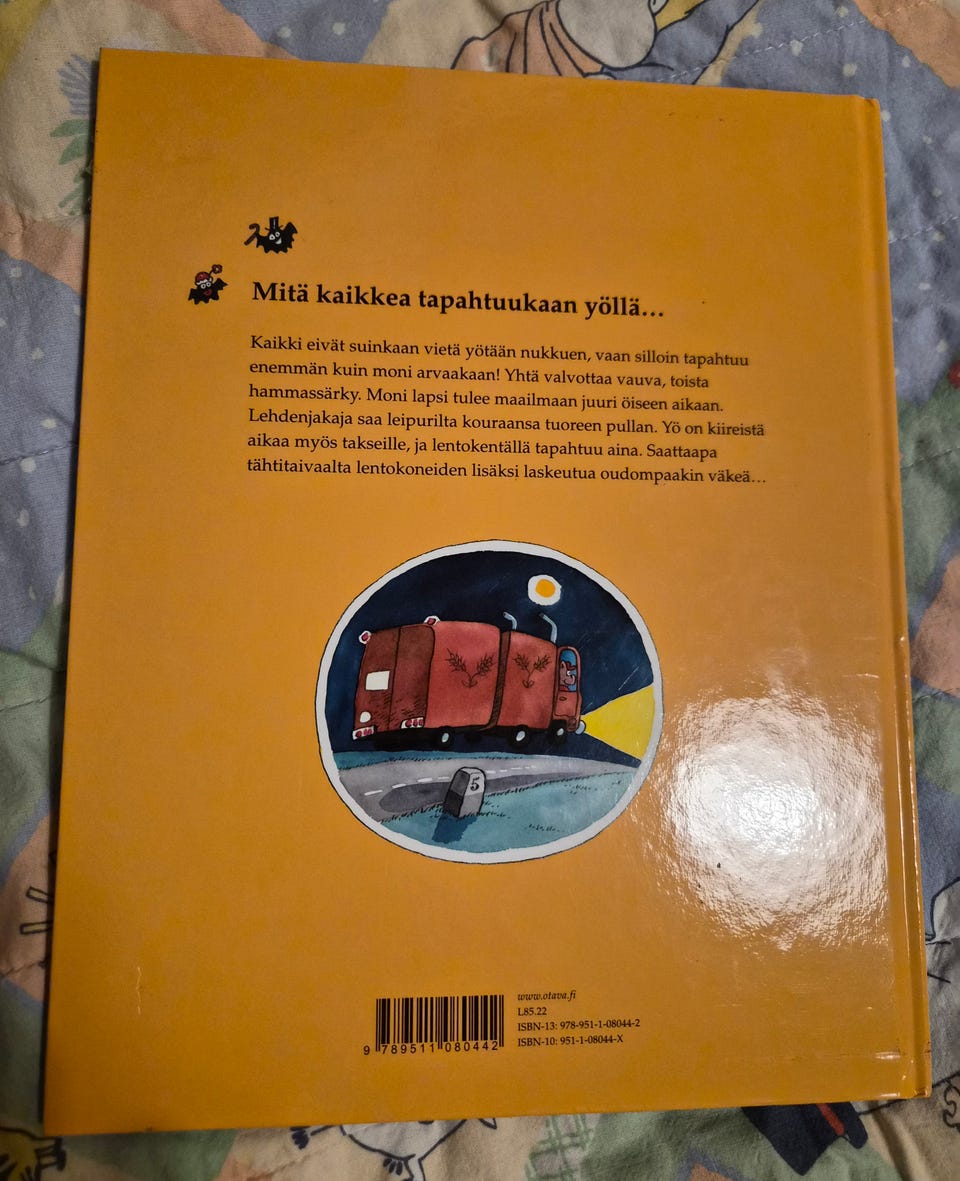 Mitä kaikkea tapahtuukaan yöllä...
Kaikki eivät suinkaan vietä yötään nukkuen, vaan silloin tapahtuu
enemmän kuin moni arvaakaan! Yhtä valvottaa vauva, toista
hammassärky. Moni lapsi tulee maailmaan juuri öiseen aikaan.
Lehdenjakaja saa leipurilta kouraansa tuoreen pullan. Yö on kiireistä
aikaa myös takseille, ja lentokentällä tapahtuu aina. Saattaapa
tähtitaivaalta lentokoneiden lisäksi laskeutua oudompaakin väkeä...
5
www.otava.fi
L85.22
ISBN-13: 978-951-1-08044-2
ISBN-10: 951-1-08044-X
9 789511 080442